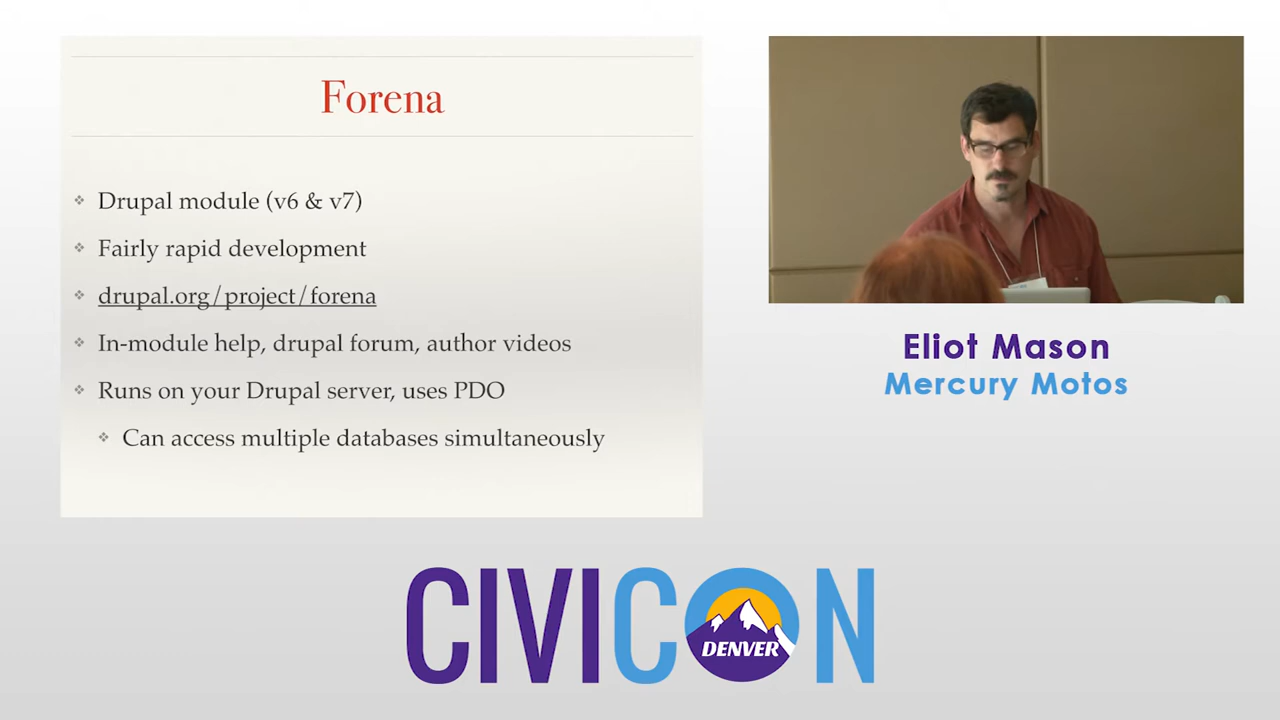 Forena
Drupal module (v6 & v7)
Fairly rapid development
drupal.org/project/forena
In-module help, drupal forum, author videos
Runs on your Drupal server, uses PDO
Can access multiple databases simultaneously
Eliot Mason
Mercury Motos
CIVICON
DENVER